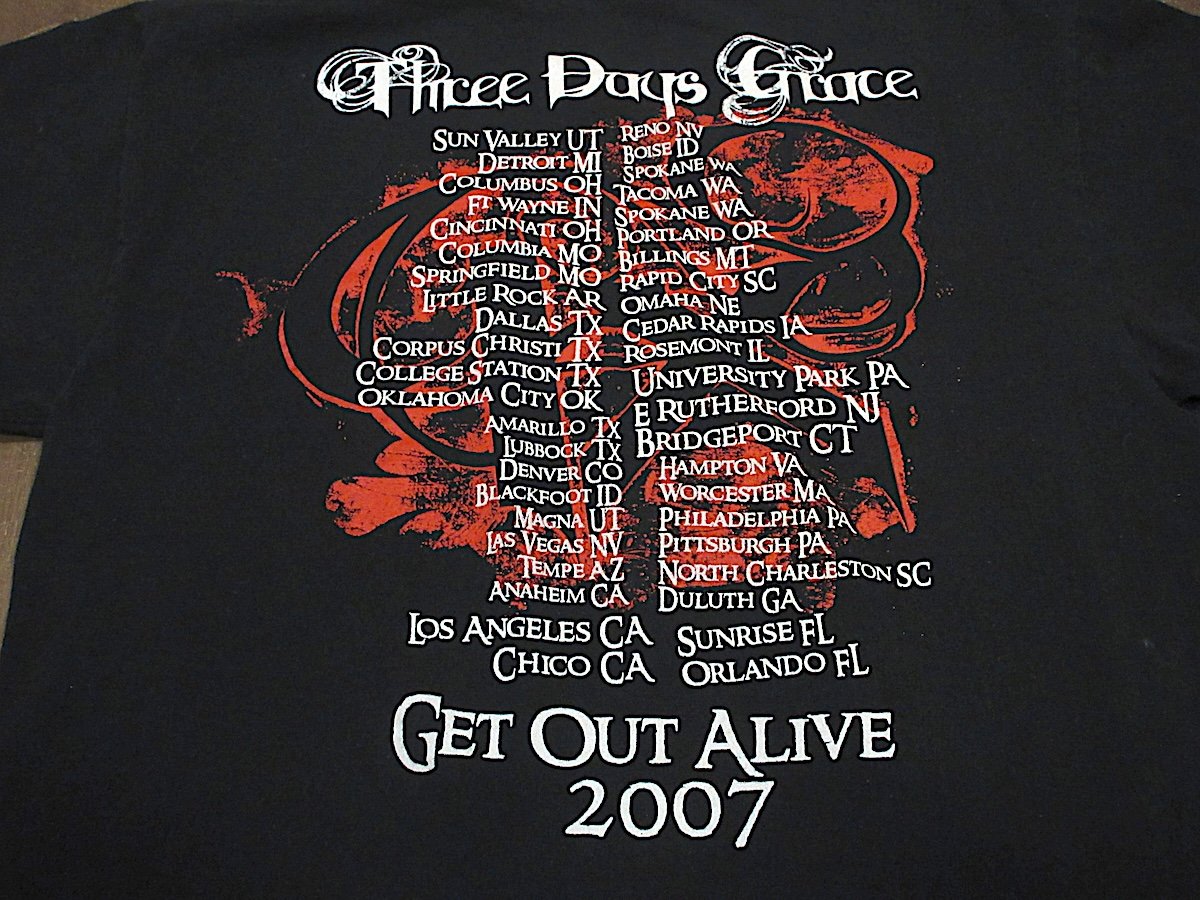 Three Days Grace
Sun Valley UT
Detroit MI
Columbus OH
Ft Wayne IN
Cincinnati OH
Columbia MO
Springfield MO
Little Rock AR
Dallas TX
Corpus Christi TX
College Station TX
Oklahoma City OK
Amarillo TX
Lubbock TX
Denver CO
Blackfoot ID
Magna UT
Las Vegas NV
Tempe AZ
Anaheim CA
Los Angeles CA
Chico CA
Reno NV
Boise ID
Spokane WA
Tacoma WA
Spokane WA
Portland OR
Billings MT
Rapid City SC
Omaha NE
Cedar Rapids IA
Rosemont IL
University Park PA
E Rutherford NJ
Bridgeport CT
Hampton VA
Worcester MA
Philadelphia PA
Pittsburgh PA
North Charleston SC
Duluth GA
Sunrise FL
Orlando FL
Get Out Alive
2007